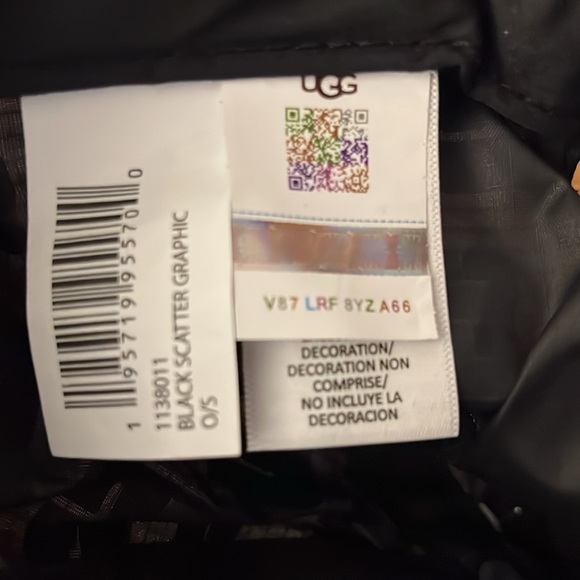 UGG
V87 LRF 8YZ A66
DECORATION/
DECORATION NON
COMPRISE/
NO INCLUYE LA
DECORACION
1 95719 95570 0
1138011
BLACK SCATTER GRAPHIC
O/S